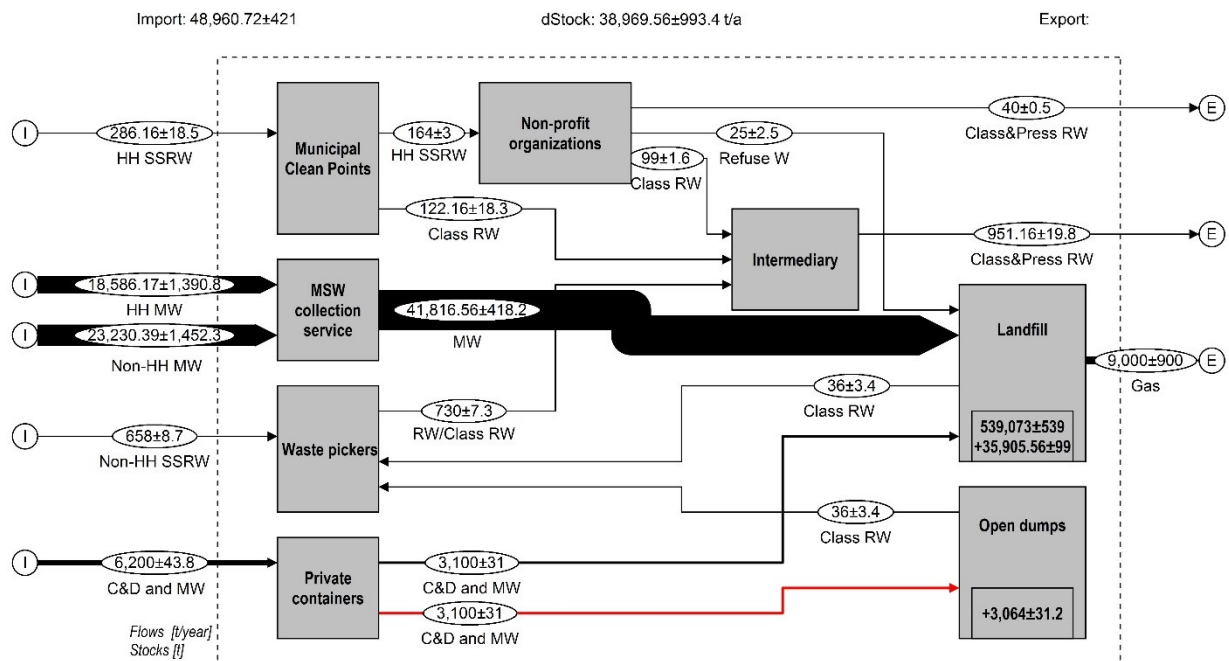 Import: 48,960.72±421
dStock: 38,969.56±993.4 t/a
Export:
I
286.16±18.5
HH SSRW
Municipal
Clean Points
164±3
HH SSRW
Non-profit
organizations
40±0.5
Class&Press RW
E
25±2.5
Refuse W
99±1.6
Class RW
122.16±18.3
Class RW
Intermediary
951.16±19.8
Class&Press RW
E
I
18,586.17±1,390.8
HH MW
I
23,230.39±1,452.3
Non-HH MW
MSW
collection
service
41,816.56±418.2
MW
Landfill
539,073±539
+35,905.56±99
9,000±900
Gas
E
I
658±8.7
Non-HH SSRW
Waste pickers
730±7.3
RW/Class RW
36±3.4
Class RW
36±3.4
Class RW
Open dumps
+3,064±31.2
I
6,200±43.8
C&D and MW
Private
containers
3,100±31
C&D and MW
3,100±31
C&D and MW
Flows [t/year]
Stocks [t]